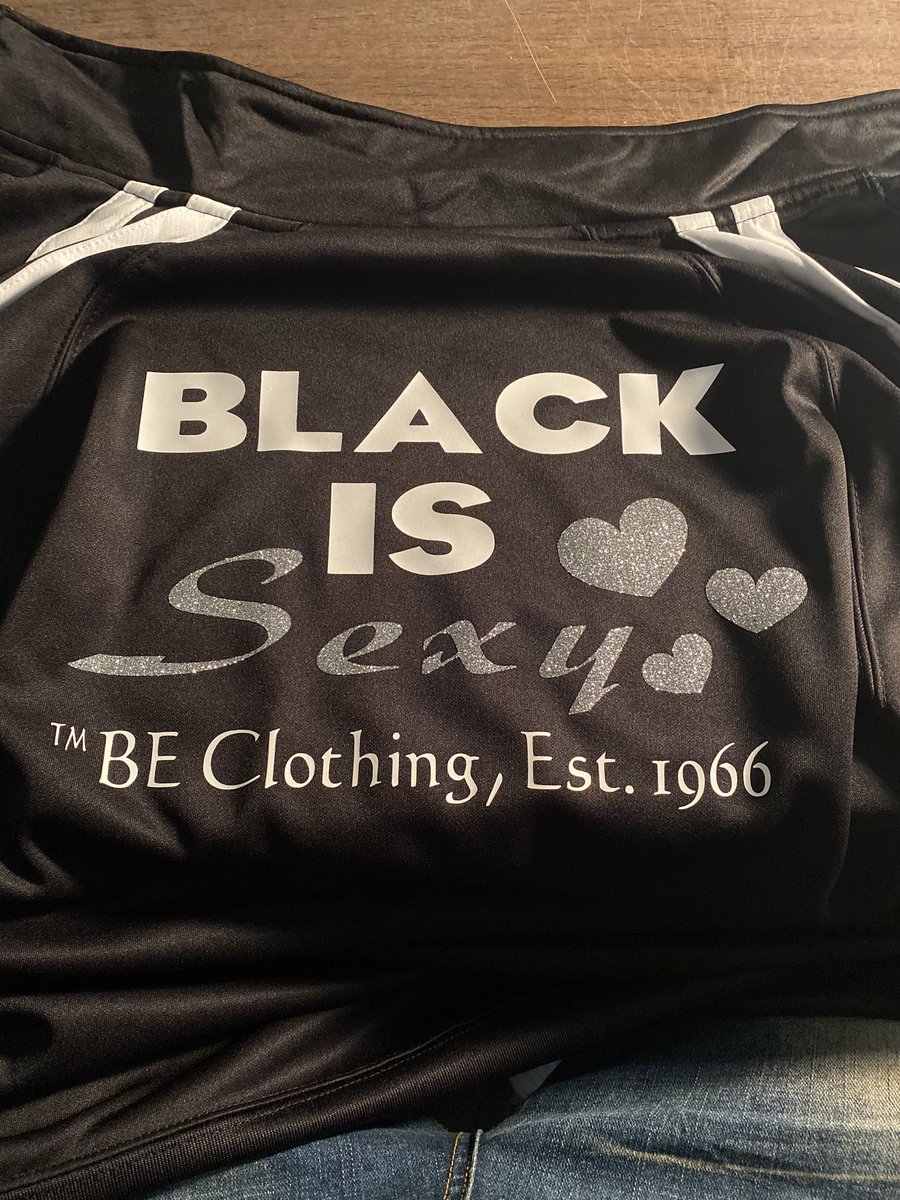 BLACK
IS
Sexy
™ BE Clothing, Est. 1966